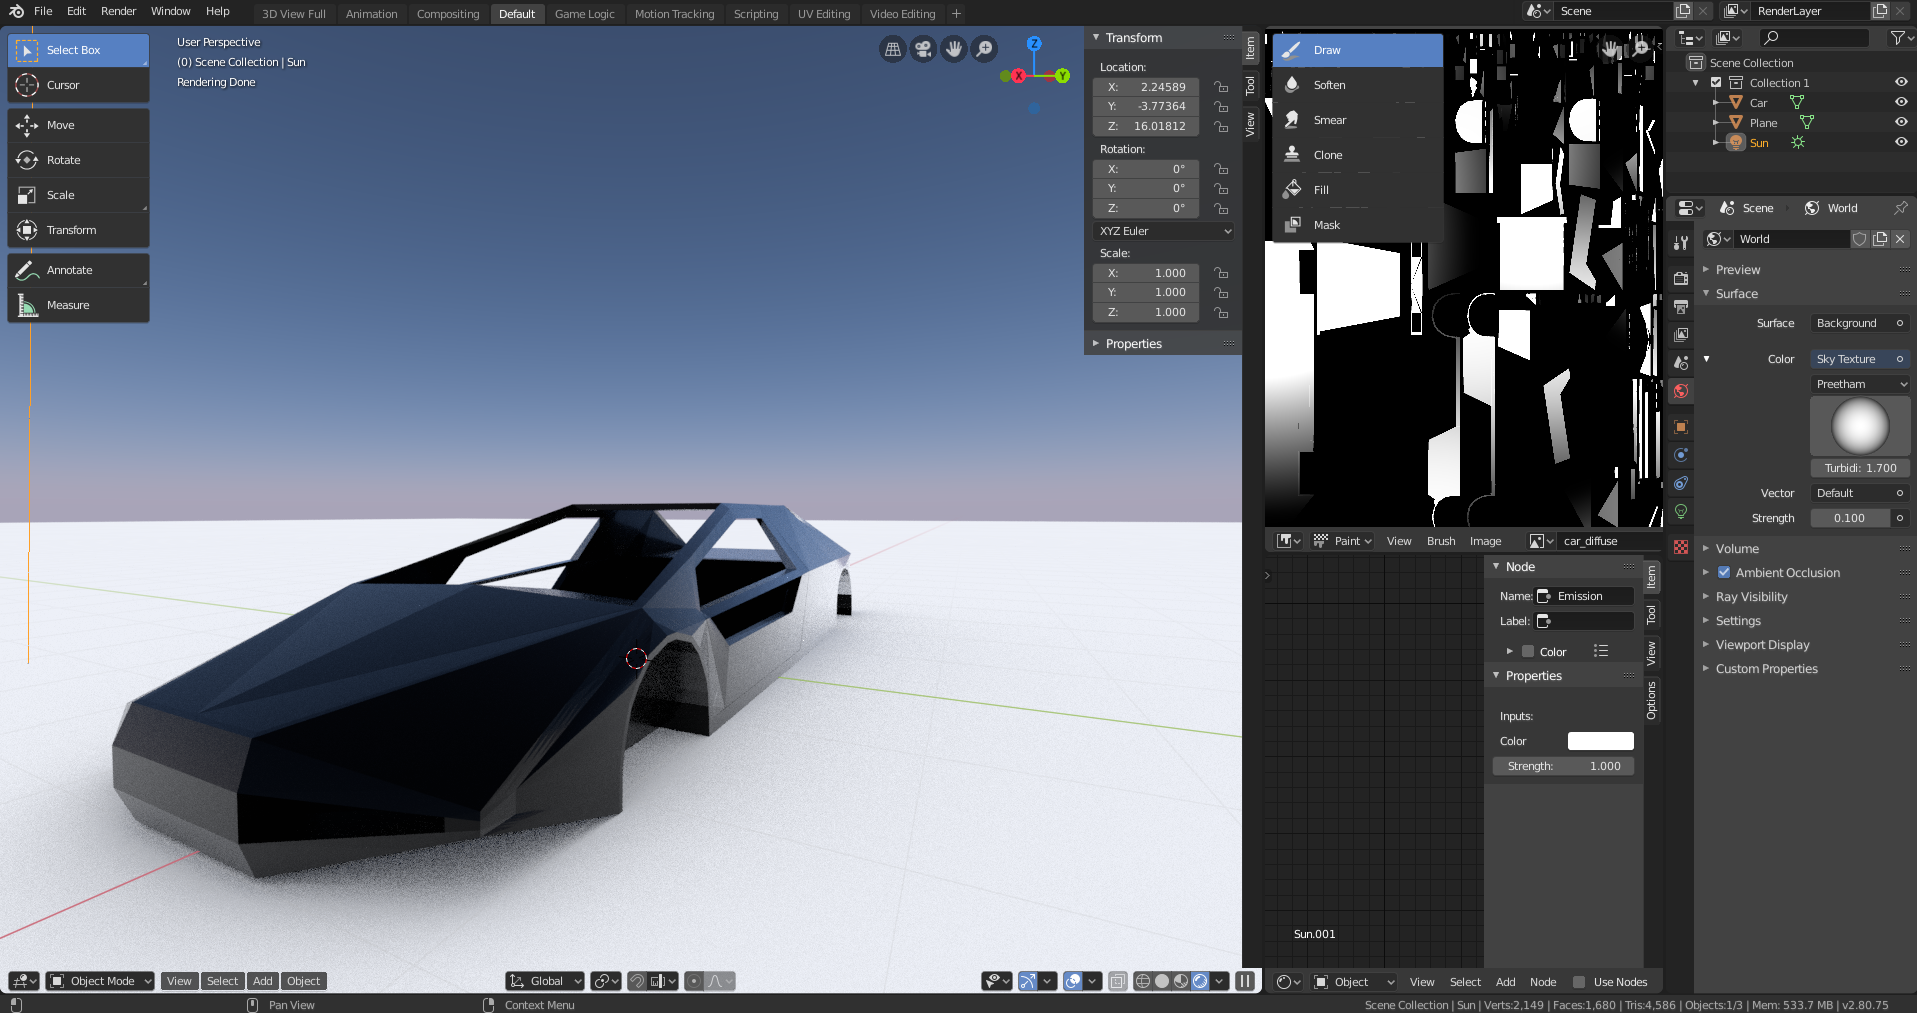 File Edit Render Window Help
3D View Full Animation Compositing Default Game Logic Motion Tracking Scripting UV Editing Video Editing +
Scene RenderLayer
Select Box
Cursor
Move
Rotate
Scale
Transform
Annotate
Measure
User Perspective
(0) Scene Collection | Sun
Rendering Done
Z
X
Y
Transform
Location:
X: 2.24589
Y: -3.77364
Z: 16.01812
Rotation:
X: 0°
Y: 0°
Z: 0°
XYZ Euler
Scale:
X: 1.000
Y: 1.000
Z: 1.000
Properties
Item
Tool
View
Draw
Soften
Smear
Clone
Fill
Mask
Paint View Brush Image car_diffuse
Node
Name: Emission
Label:
Color
Properties
Inputs:
Color
Strength: 1.000
Item
Tool
View
Options
Sun.001
Object View Select Add Node Use Nodes
Scene Collection
Collection 1
Car
Plane
Sun
Scene World
World
Preview
Surface
Surface Background
Color Sky Texture
Preetham
Turbidi: 1.700
Vector Default
Strength 0.100
Volume
Ambient Occlusion
Ray Visibility
Settings
Viewport Display
Custom Properties
Object Mode View Select Add Object Global
Pan View Context Menu
Scene Collection | Sun | Verts:2,149 | Faces:1,680 | Tris:4,586 | Objects:1/3 | Mem: 533.7 MB | v2.80.75